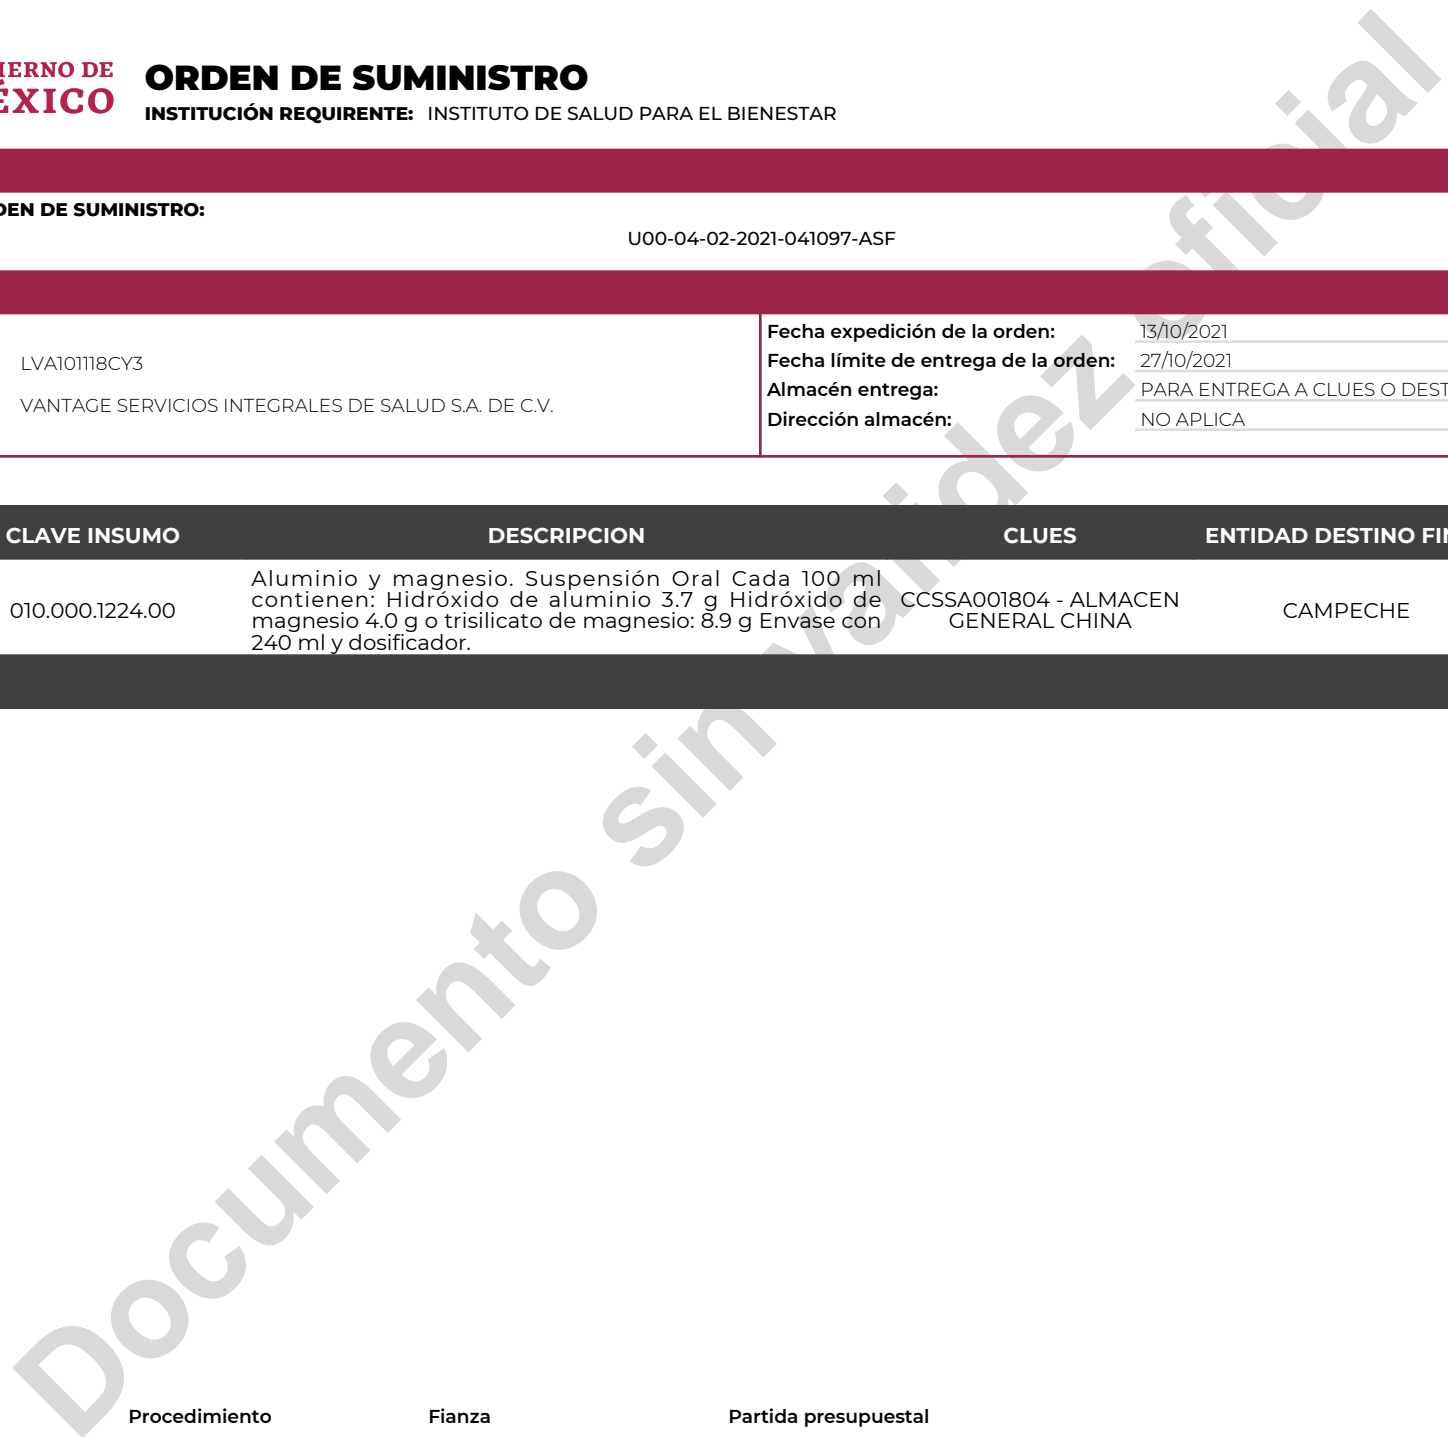 IERNO DE
ÉXICO
ORDEN DE SUMINISTRO
INSTITUCIÓN REQUIRENTE: INSTITUTO DE SALUD PARA EL BIENESTAR
DEN DE SUMINISTRO:
U00-04-02-2021-041097-ASF
LVA101118CY3
VANTAGE SERVICIOS INTEGRALES DE SALUD S.A. DE C.V.
Fecha expedición de la orden: 13/10/2021
Fecha límite de entrega de la orden: 27/10/2021
Almacén entrega: PARA ENTREGA A CLUES O DEST
Dirección almacén: NO APLICA
CLAVE INSUMO DESCRIPCION CLUES ENTIDAD DESTINO FIN
010.000.1224.00
Aluminio y magnesio. Suspensión Oral Cada 100 ml
contienen: Hidróxido de aluminio 3.7 g Hidróxido de
magnesio 4.0 g o trisilicato de magnesio: 8.9 g Envase con
240 ml y dosificador.
CCSSA001804 - ALMACEN
GENERAL CHINA
CAMPECHE
Documento sin validez oficial
Procedimiento Fianza Partida presupuestal